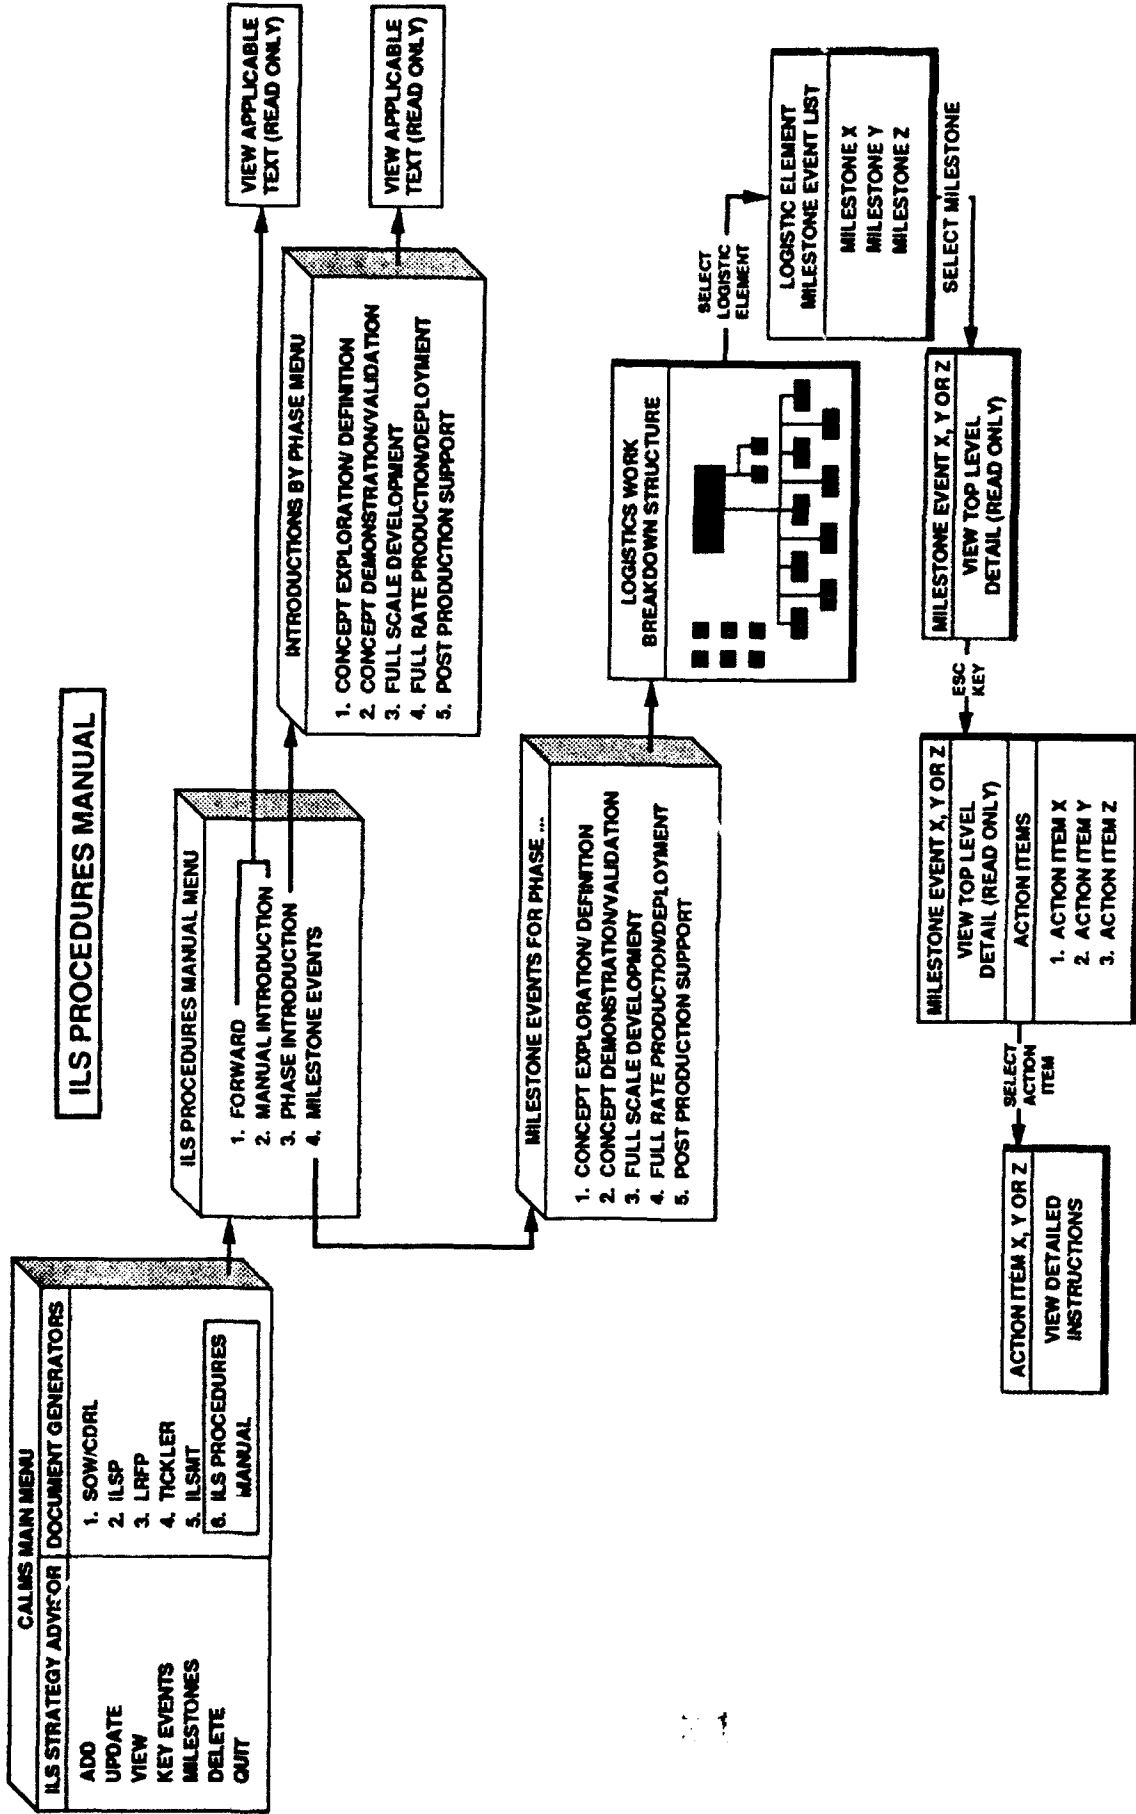 ILS PROCEDURES MANUAL
CALMS MAIN MENU
ILS STRATEGY ADVISOR
DOCUMENT GENERATORS
ADD
UPDATE
VIEW
KEY EVENTS
MILESTONES
DELETE
QUIT
1. SOW/CDRL
2. ILSP
3. LRFP
4. TICKLER
5. ILSMT
6. ILS PROCEDURES
MANUAL
ILS PROCEDURES MANUAL MENU
1. FORWARD
2. MANUAL INTRODUCTION
3. PHASE INTRODUCTION
4. MILESTONE EVENTS
VIEW APPLICABLE
TEXT (READ ONLY)
INTRODUCTIONS BY PHASE MENU
1. CONCEPT EXPLORATION/ DEFINITION
2. CONCEPT DEMONSTRATION/VALIDATION
3. FULL SCALE DEVELOPMENT
4. FULL RATE PRODUCTION/DEPLOYMENT
5. POST PRODUCTION SUPPORT
VIEW APPLICABLE
TEXT (READ ONLY)
MILESTONE EVENTS FOR PHASE ...
1. CONCEPT EXPLORATION/ DEFINITION
2. CONCEPT DEMONSTRATION/VALIDATION
3. FULL SCALE DEVELOPMENT
4. FULL RATE PRODUCTION/DEPLOYMENT
5. POST PRODUCTION SUPPORT
LOGISTICS WORK
BREAKDOWN STRUCTURE
SELECT
LOGISTIC
ELEMENT
LOGISTIC ELEMENT
MILESTONE EVENT LIST
MILESTONE X
MILESTONE Y
MILESTONE Z
SELECT MILESTONE
MILESTONE EVENT X, Y OR Z
VIEW TOP LEVEL
DETAIL (READ ONLY)
ESC
KEY
MILESTONE EVENT X, Y OR Z
VIEW TOP LEVEL
DETAIL (READ ONLY)
ACTION ITEMS
1. ACTION ITEM X
2. ACTION ITEM Y
3. ACTION ITEM Z
SELECT
ACTION
ITEM
ACTION ITEM X, Y OR Z
VIEW DETAILED
INSTRUCTIONS